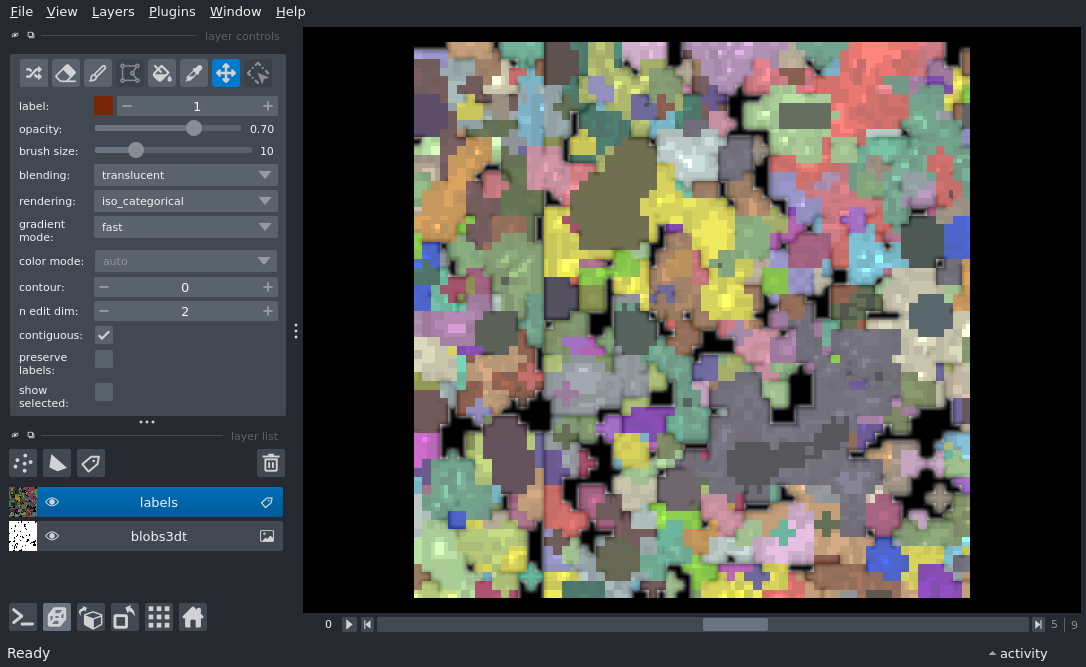 File View Layers Plugins Window Help
layer controls
label: 1
opacity: 0.70
brush size: 10
blending: translucent
rendering: iso_categorical
gradient
mode: fast
color mode: auto
contour: 0
n edit dim: 2
contiguous:
preserve
labels:
show
selected:
layer list
labels
blobs3dt
0 5 | 9
Ready activity